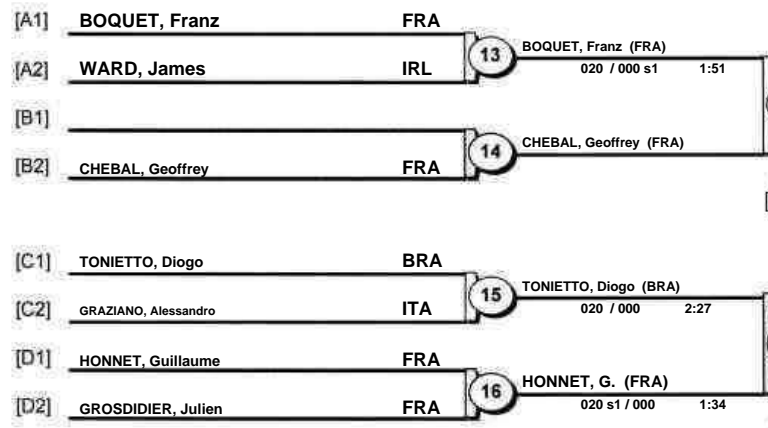 [A1] BOQUET, Franz FRA
[A2] WARD, James IRL
13
BOQUET, Franz (FRA)
020 / 000 s1 1:51
[B1]
[B2] CHEBAL, Geoffrey FRA
14
CHEBAL, Geoffrey (FRA)
[C1] TONIETTO, Diogo BRA
[C2] GRAZIANO, Alessandro ITA
15
TONIETTO, Diogo (BRA)
020 / 000 2:27
[D1] HONNET, Guillaume FRA
[D2] GROSDIDIER, Julien FRA
16
HONNET, G. (FRA)
020 s1 / 000 1:34